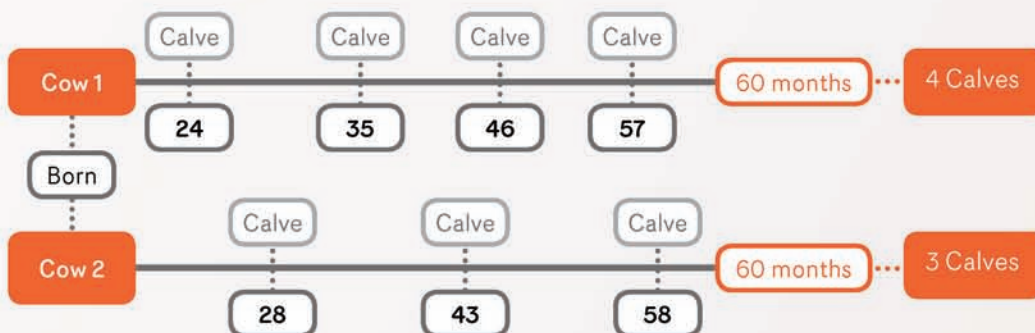 Calve Calve Calve Calve
Cow 1 60 months 4 Calves
24 35 46 57
Born
Calve Calve Calve
Cow 2 60 months 3 Calves
28 43 58